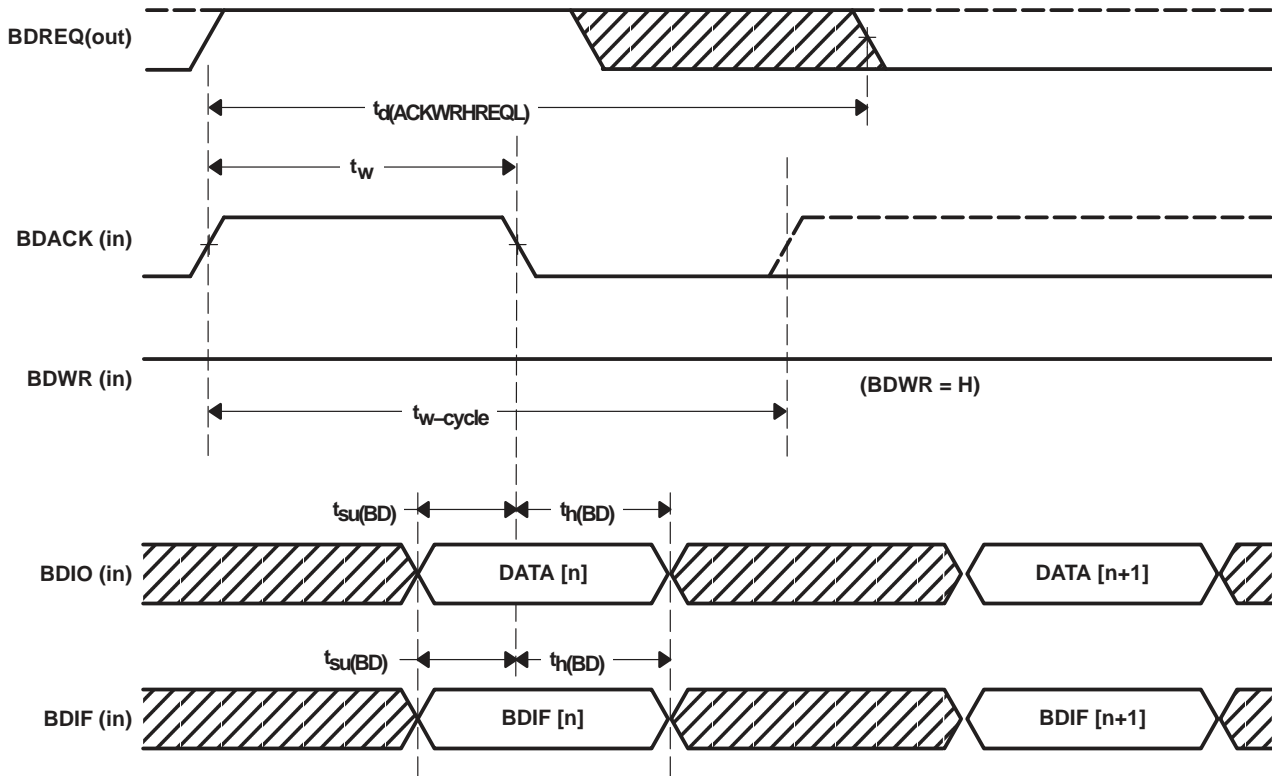 BDREQ(out)
td(ACKWRHREQL)
tw
BDACK (in)
BDWR (in)
(BDWR = H)
tw–cycle
tsu(BD)
th(BD)
BDIO (in)
DATA [n]
DATA [n+1]
tsu(BD)
th(BD)
BDIF (in)
BDIF [n]
BDIF [n+1]